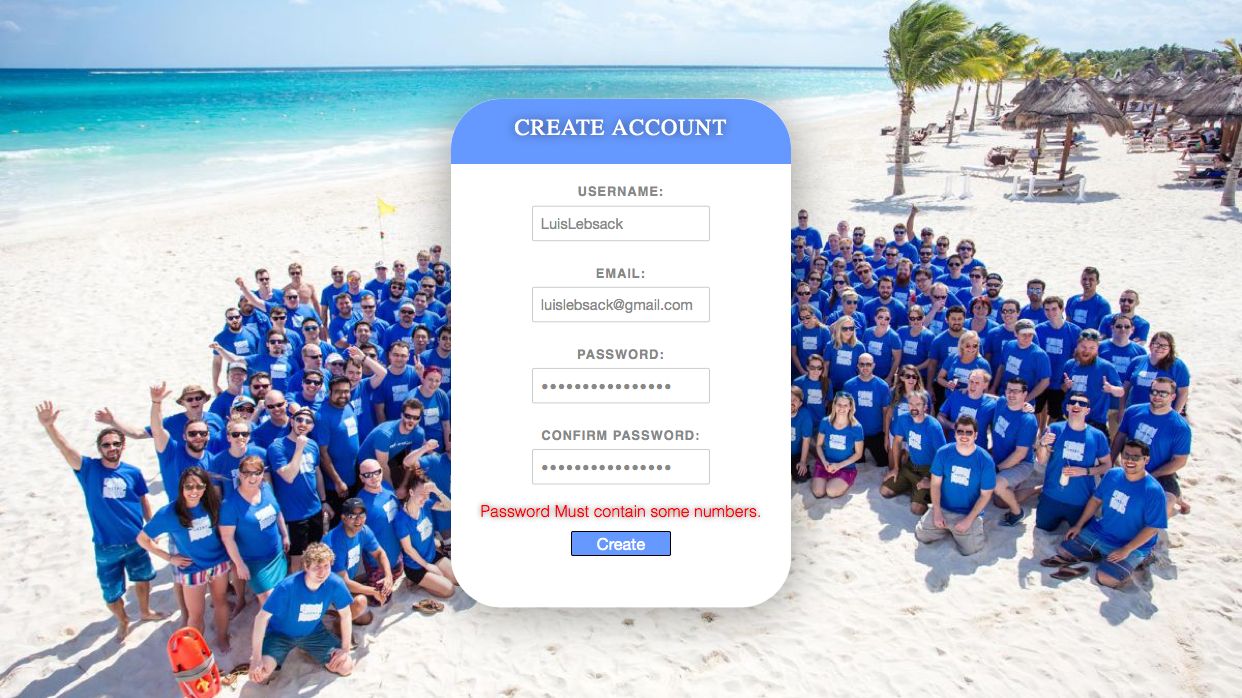 CREATE ACCOUNT
USERNAME:
LuisLebsack
EMAIL:
luislebsack@gmail.com
PASSWORD:
••••••••••••••••
CONFIRM PASSWORD:
••••••••••••••••
Password Must contain some numbers.
Create